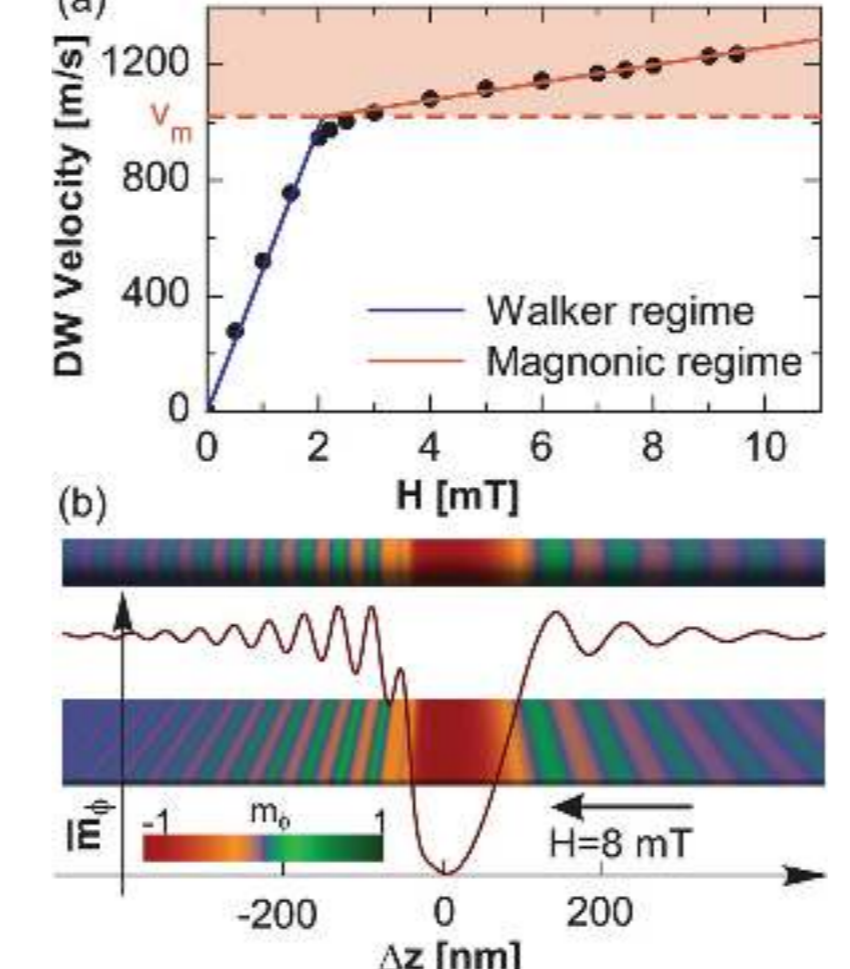 (a)
DW Velocity [m/s]
1200
v_m
800
400
0
Walker regime
Magnonic regime
0 2 4 6 8 10
H [mT]
(b)
m̅_ϕ
-1 m_ϕ 1
H=8 mT
-200 0 200
Δz [nm]